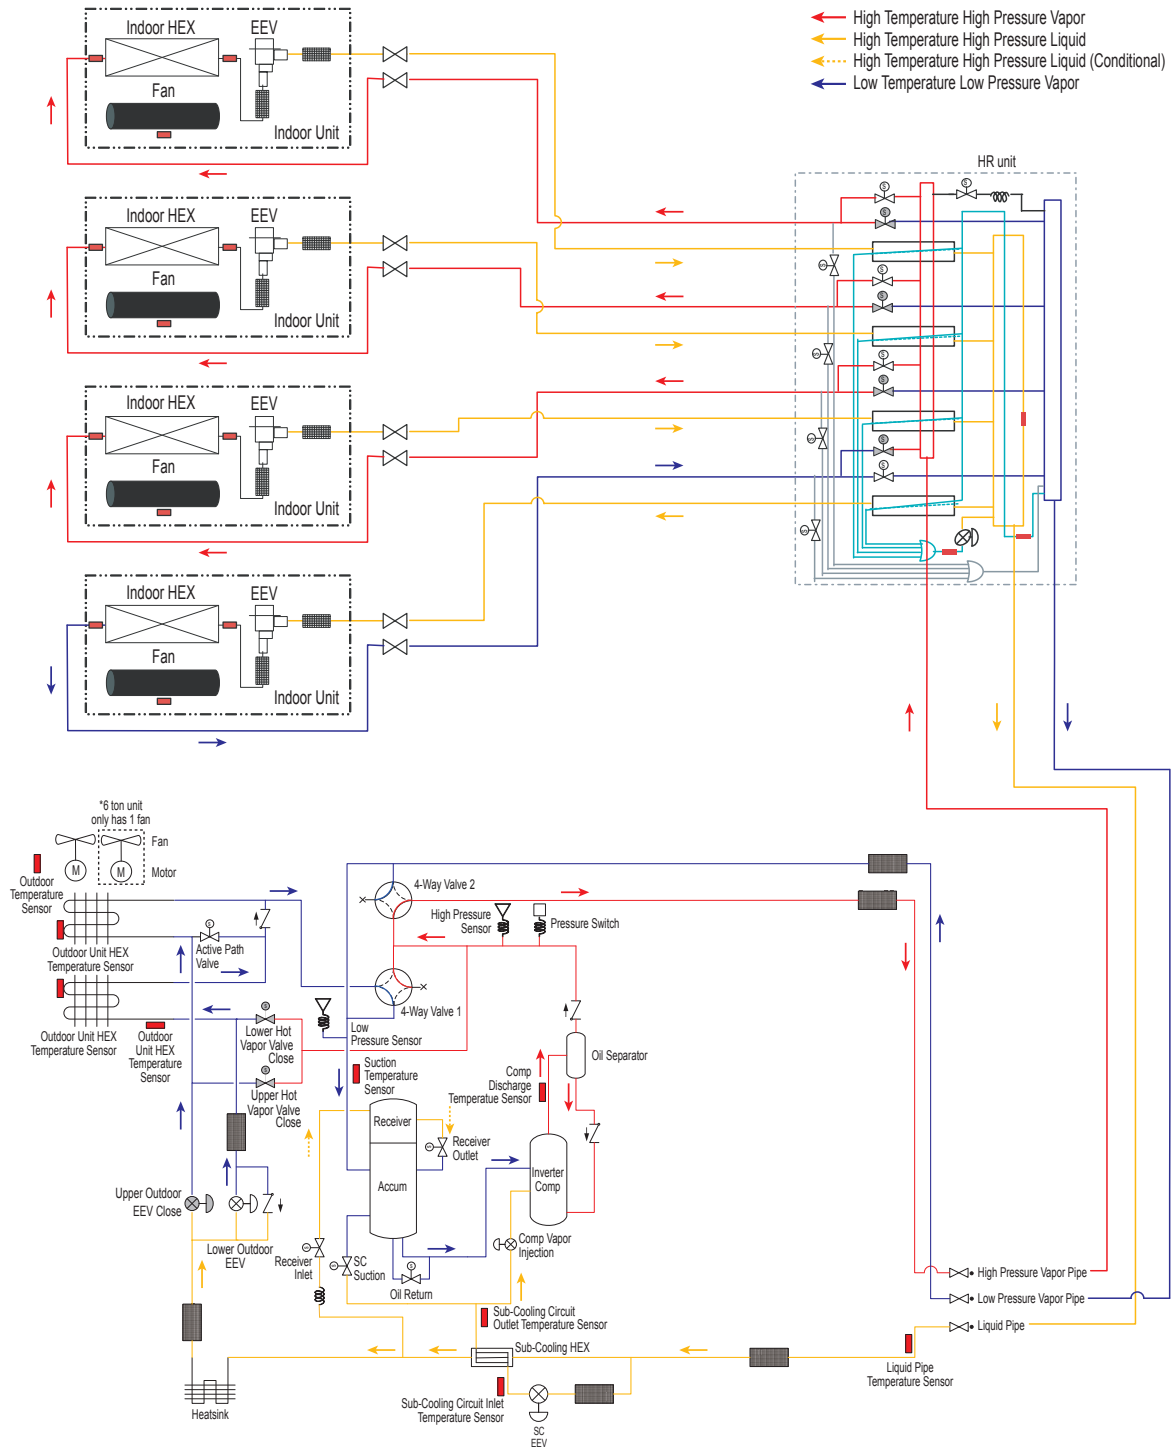 High Temperature High Pressure Vapor
High Temperature High Pressure Liquid
High Temperature High Pressure Liquid (Conditional)
Low Temperature Low Pressure Vapor
Indoor HEX
EEV
Fan
Indoor Unit
Indoor HEX
EEV
Fan
Indoor Unit
Indoor HEX
EEV
Fan
Indoor Unit
Indoor HEX
EEV
Fan
Indoor Unit
HR unit
S
S
S
S
S
S
S
S
S
S
S
S
S
*6 ton unit
only has 1 fan
Fan
M
M
Motor
Outdoor
Temperature
Sensor
Outdoor Unit HEX
Temperature Sensor
S
Active Path
Valve
Outdoor Unit HEX
Temperature Sensor
Outdoor
Unit HEX
Temperature
Sensor
S
Lower Hot
Vapor Valve
Close
S
Upper Hot
Vapor Valve
Close
4-Way Valve 2
High Pressure
Sensor
Pressure Switch
4-Way Valve 1
Low
Pressure Sensor
Suction
Temperature
Sensor
Comp
Discharge
Temperatue Sensor
Oil Separator
Receiver
S
Receiver
Outlet
Accum
Inverter
Comp
Upper Outdoor
EEV Close
Lower Outdoor
EEV
S
Receiver
Inlet
S
SC
Suction
S
Oil Return
Comp Vapor
Injection
Sub-Cooling Circuit
Outlet Temperature Sensor
Sub-Cooling HEX
Sub-Cooling Circuit Inlet
Temperature Sensor
SC
EEV
Heatsink
High Pressure Vapor Pipe
Low Pressure Vapor Pipe
Liquid Pipe
Liquid Pipe
Temperature Sensor